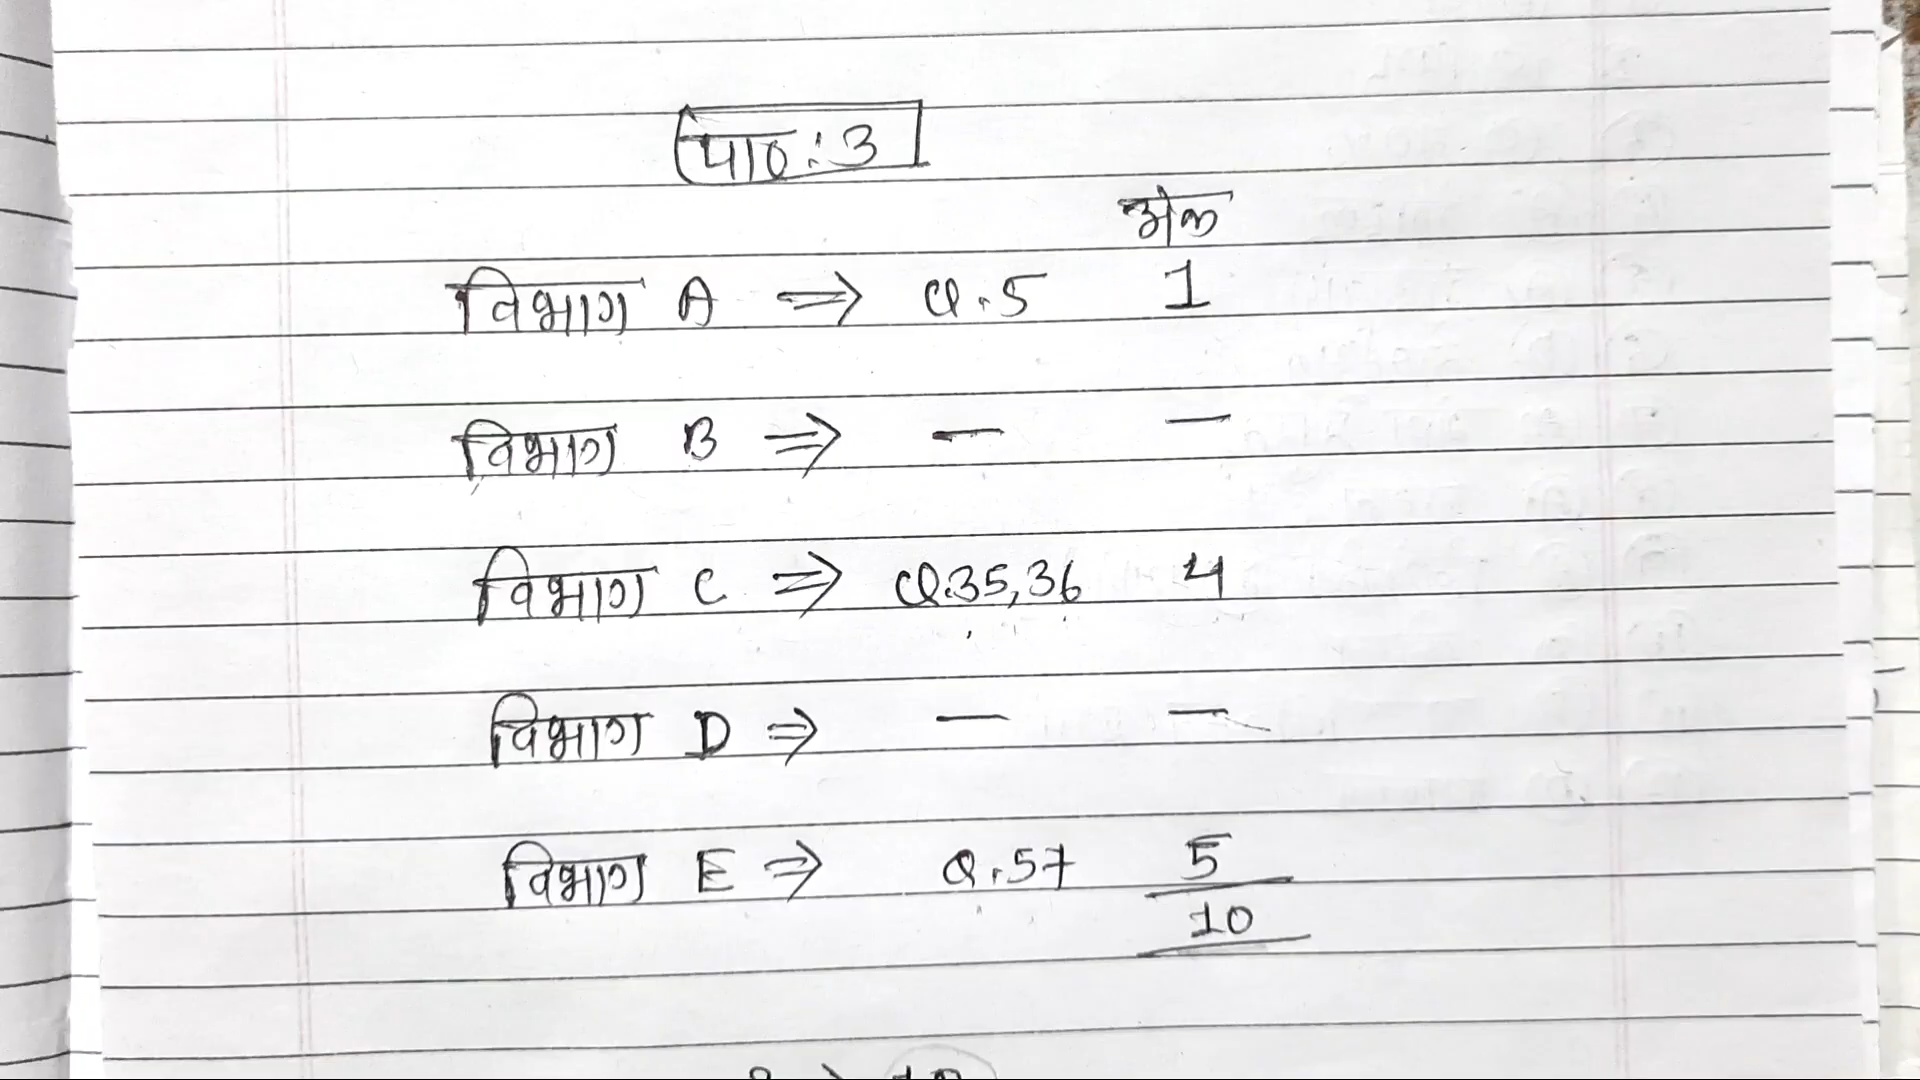 पाठ : 3
अंक
विभाग A ⇒ Q.5 1
विभाग B ⇒ — —
विभाग C ⇒ Q.35,36 4
विभाग D ⇒ — —
विभाग E ⇒ Q.57 5
10